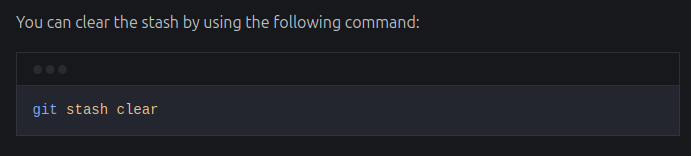 You can clear the stash by using the following command:
git stash clear